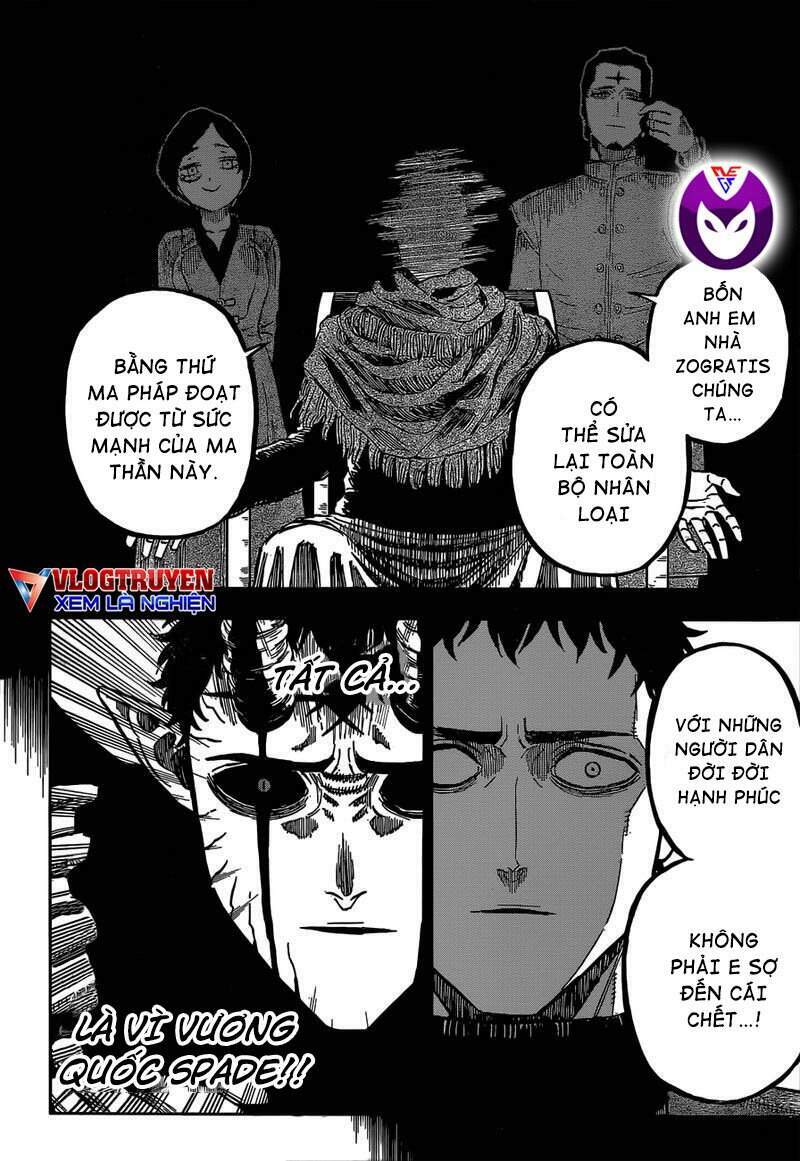 BỐN
ANH EM
NHÀ
ZOGRATIS
CHÚNG
TA...
CÓ
THỂ SỬA
LẠI TOÀN
BỘ NHÂN
LOẠI
BẰNG THỨ
MA PHÁP ĐOẠT
ĐƯỢC TỪ SỨC
MẠNH CỦA MA
THẦN NÀY.
VLOGTRUYEN
XEM LÀ NGHIỆN
VỚI NHỮNG
NGƯỜI DÂN
ĐỜI ĐỜI
HẠNH PHÚC
KHÔNG
PHẢI E SỢ
ĐẾN CÁI
CHẾT...!
TẤT CẢ...
LÀ VÌ VƯƠNG
QUỐC SPADE!!